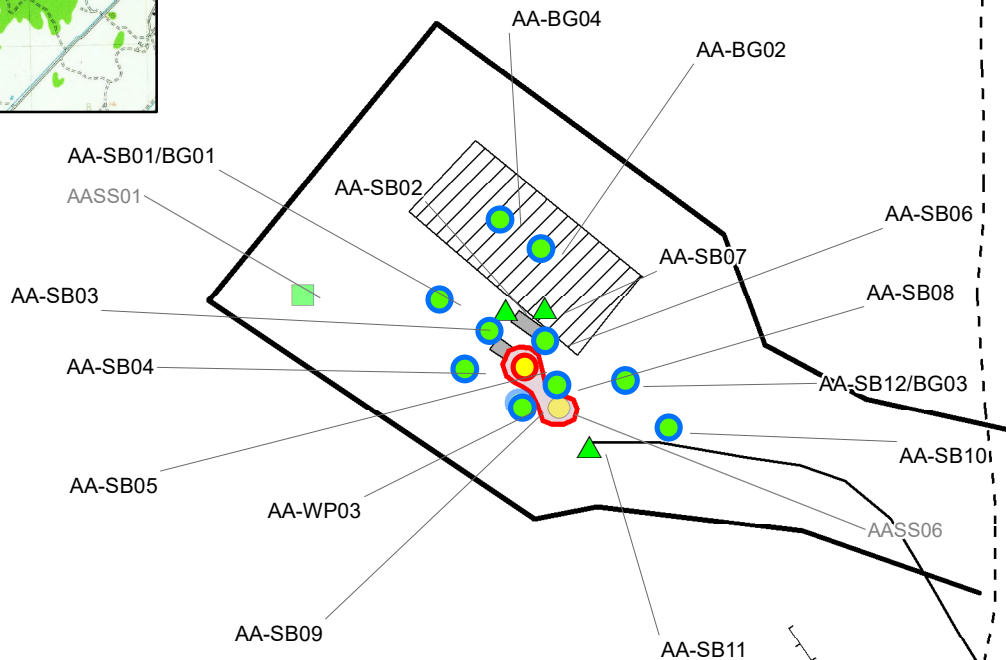 AA-BG04
AA-BG02
AA-SB01/BG01
AASS01
AA-SB02
AA-SB06
AA-SB07
AA-SB03
AA-SB08
AA-SB04
AA-SB12/BG03
AA-SB10
AA-SB05
AA-WP03
AASS06
AA-SB09
AA-SB11